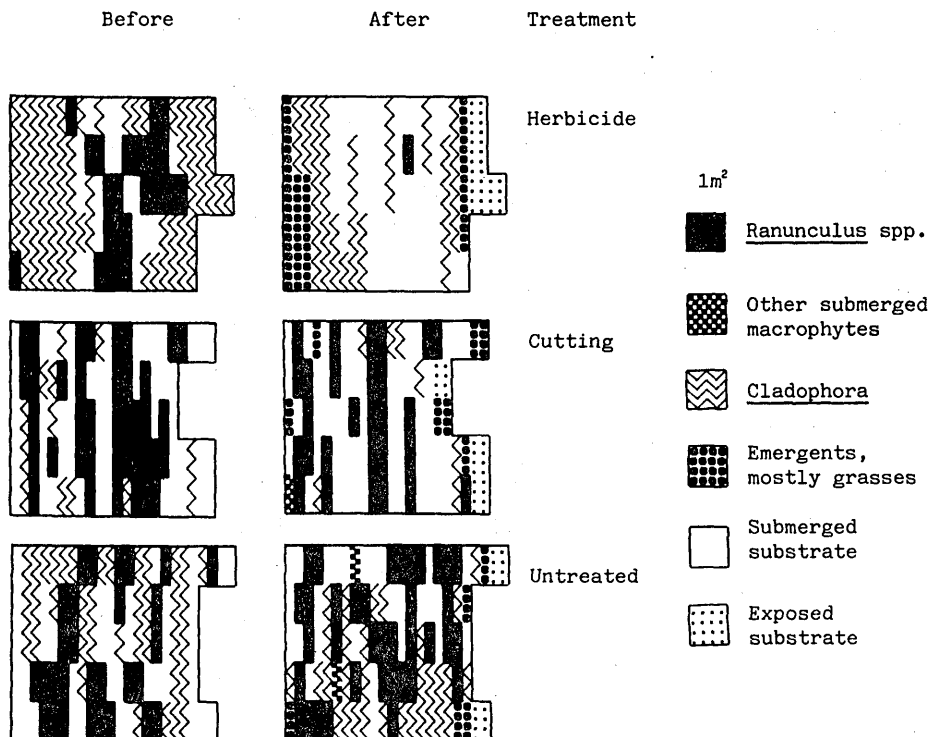 Before After Treatment
Herbicide
Cutting
Untreated
1m²
Ranunculus spp.
Other submerged
macrophytes
Cladophora
Emergents,
mostly grasses
Submerged
substrate
Exposed
substrate